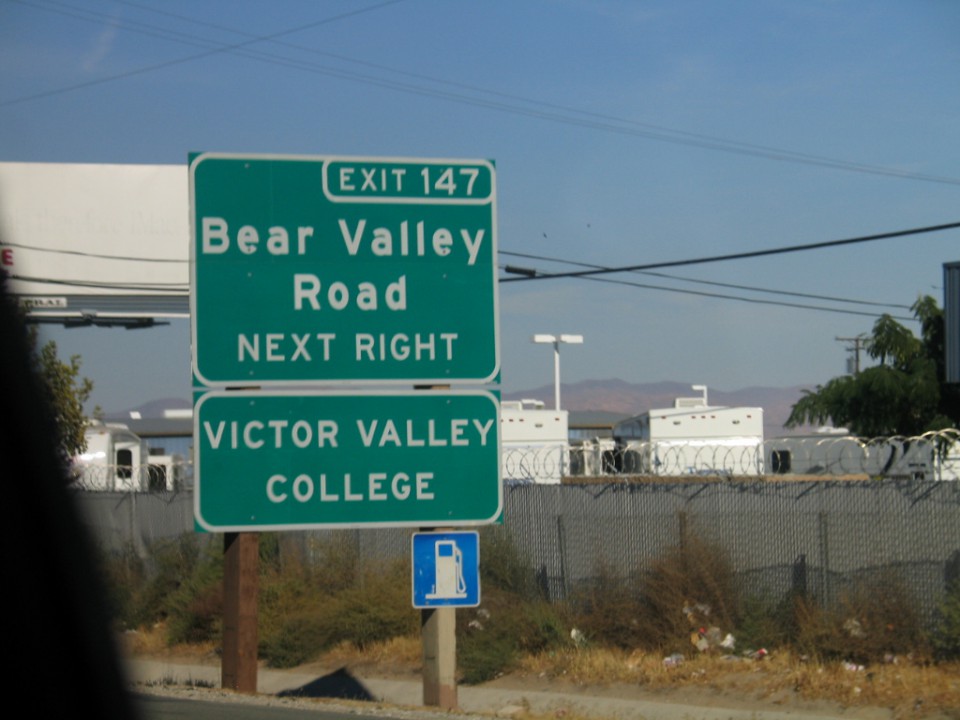 EXIT 147
Bear Valley
Road
NEXT RIGHT
VICTOR VALLEY
COLLEGE
E